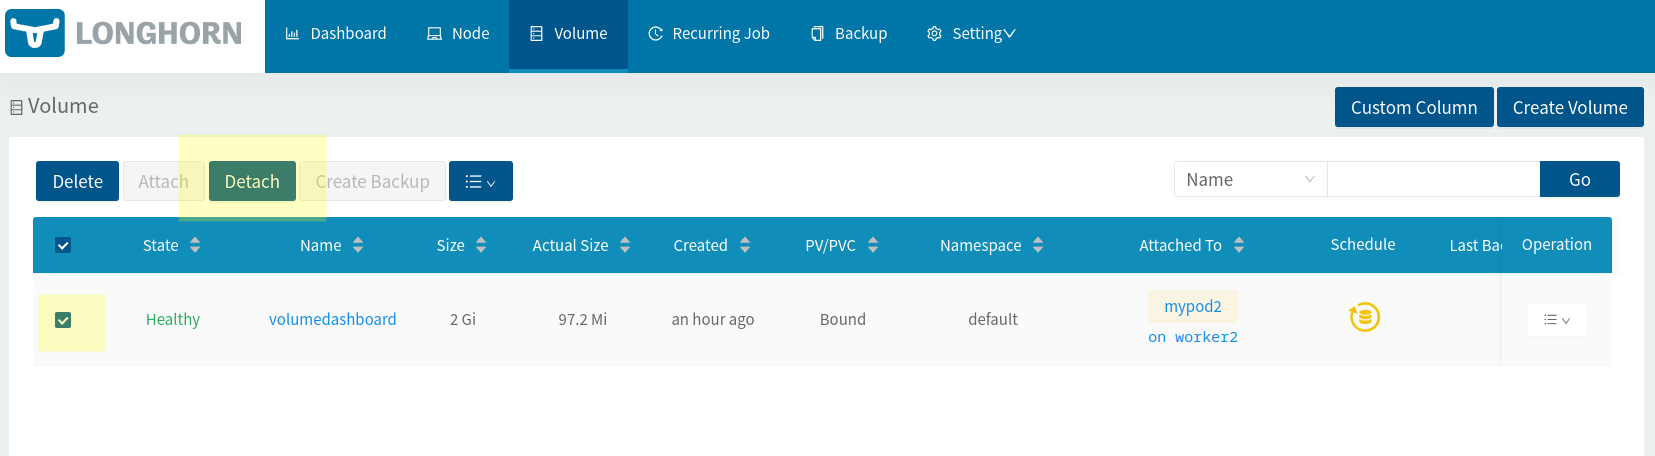 LONGHORN
Dashboard Node Volume Recurring Job Backup Setting
Volume
Custom Column Create Volume
Delete Attach Detach Create Backup
Name Go
State Name Size Actual Size Created PV/PVC Namespace Attached To Schedule Last Bac Operation
Healthy volumedashboard 2 Gi 97.2 Mi an hour ago Bound default mypod2
on worker2